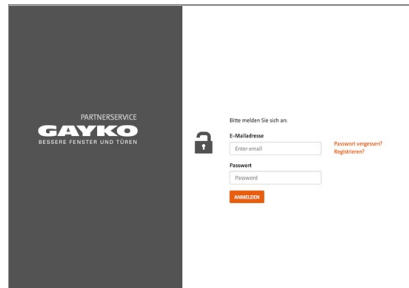 PARTNERSERVICE
GAYKO
BESSERE FENSTER UND TÜREN
Bitte melden Sie sich an:
E-Mailadresse
Enter email
Passwort vergessen?
Registrieren?
Passwort
Password
ANMELDEN